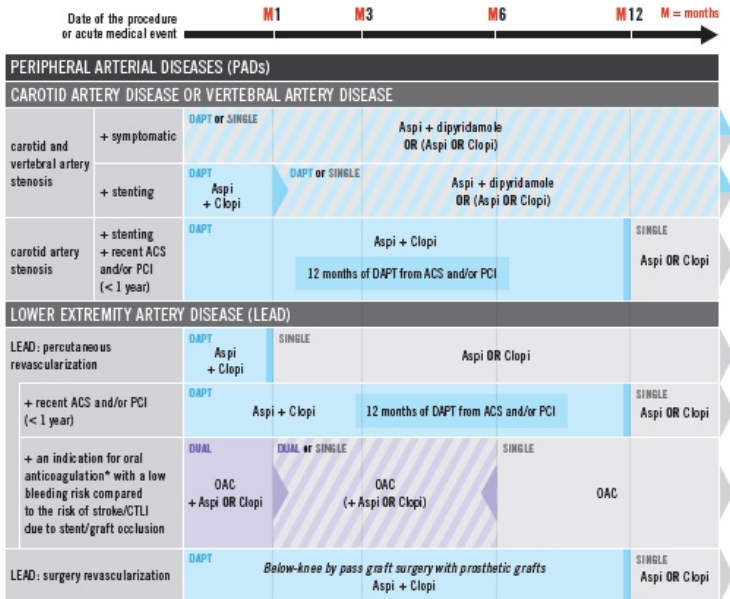 Date of the procedure
or acute medical event
M1
M3
M6
M12
M = months
PERIPHERAL ARTERIAL DISEASES (PADs)
CAROTID ARTERY DISEASE OR VERTEBRAL ARTERY DISEASE
carotid and
vertebral artery
stenosis
+ symptomatic
DAPT or SINGLE
Aspi + dipyridamole
OR (Aspi OR Clopi)
+ stenting
DAPT
Aspi
+ Clopi
DAPT or SINGLE
Aspi + dipyridamole
OR (Aspi OR Clopi)
carotid artery
stenosis
+ stenting
+ recent ACS
and/or PCI
(< 1 year)
DAPT
Aspi + Clopi
12 months of DAPT from ACS and/or PCI
SINGLE
Aspi OR Clopi
LOWER EXTREMITY ARTERY DISEASE (LEAD)
LEAD: percutaneous
revascularization
DAPT
Aspi
+ Clopi
SINGLE
Aspi OR Clopi
+ recent ACS and/or PCI
(< 1 year)
DAPT
Aspi + Clopi
12 months of DAPT from ACS and/or PCI
SINGLE
Aspi OR Clopi
+ an indication for oral
anticoagulation* with a low
bleeding risk compared
to the risk of stroke/CTLI
due to stent/graft occlusion
DUAL
OAC
+ Aspi OR Clopi
DUAL or SINGLE
OAC
(+ Aspi OR Clopi)
SINGLE
OAC
LEAD: surgery revascularization
DAPT
Below-knee by pass graft surgery with prosthetic grafts
Aspi + Clopi
SINGLE
Aspi OR Clopi